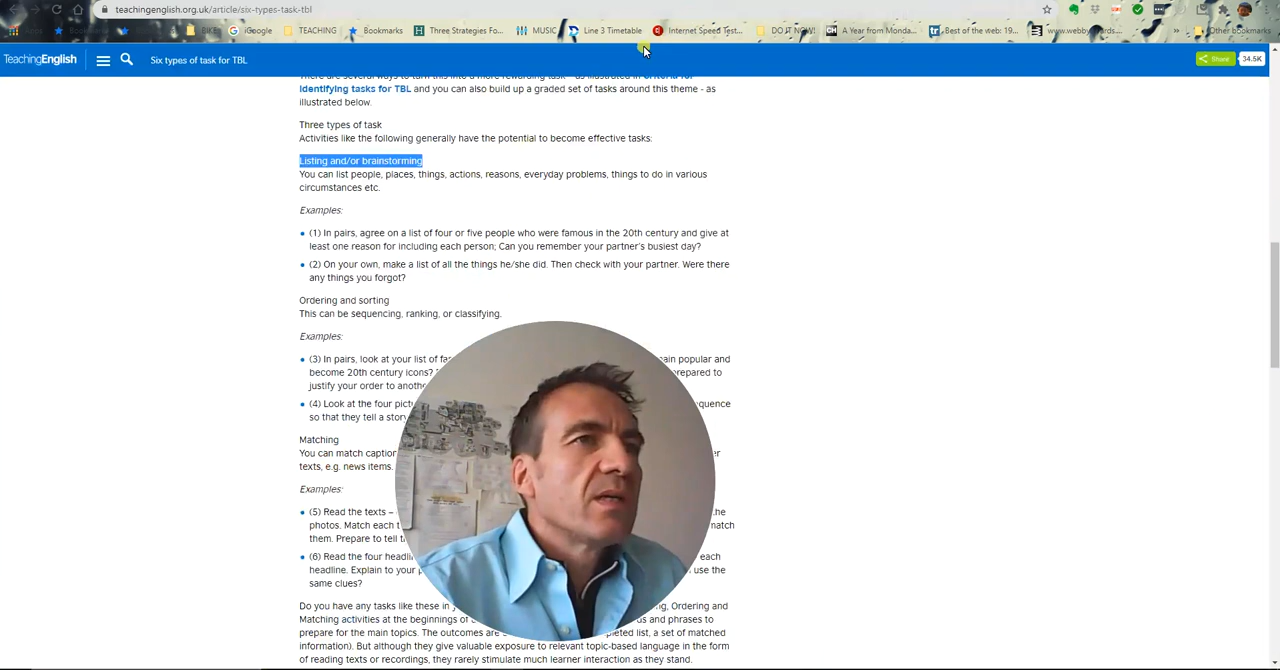 teachingenglish.org.uk/article/six-types-task-tbl
Apps Bookmarks BIKE iGoogle TEACHING Bookmarks Three Strategies Fo... MUSIC Line 3 Timetable Internet Speed Test... DO IT NOW! A Year from Monda... Best of the web: 19... www.webbyawards... Other bookmarks
TeachingEnglish Six types of task for TBL Share 34.5K
There are several ways to turn this into a more rewarding task - as illustrated in Criteria for
identifying tasks for TBL and you can also build up a graded set of tasks around this theme - as
illustrated below.
Three types of task
Activities like the following generally have the potential to become effective tasks:
Listing and/or brainstorming
You can list people, places, things, actions, reasons, everyday problems, things to do in various
circumstances etc.
Examples:
(1) In pairs, agree on a list of four or five people who were famous in the 20th century and give at
least one reason for including each person; Can you remember your partner's busiest day?
(2) On your own, make a list of all the things he/she did. Then check with your partner. Were there
any things you forgot?
Ordering and sorting
This can be sequencing, ranking, or classifying.
Examples:
(3) In pairs, look at your list of popular and
become 20th century icons? prepared to
justify your order to
(4) Look at the four
so that they tell a story
Matching
You can match
texts, e.g. news items.
Examples:
(5) Read the texts – the
photos. Match each
them. Prepare to tell
(6) Read the four each
headline. Explain to your use the
same clues?
Do you have any tasks like these in Ordering and
Matching activities at the beginnings of and phrases to
prepare for the main topics. The outcomes are list, a set of matched
information). But although they give valuable exposure to relevant topic-based language in the form
of reading texts or recordings, they rarely stimulate much learner interaction as they stand.